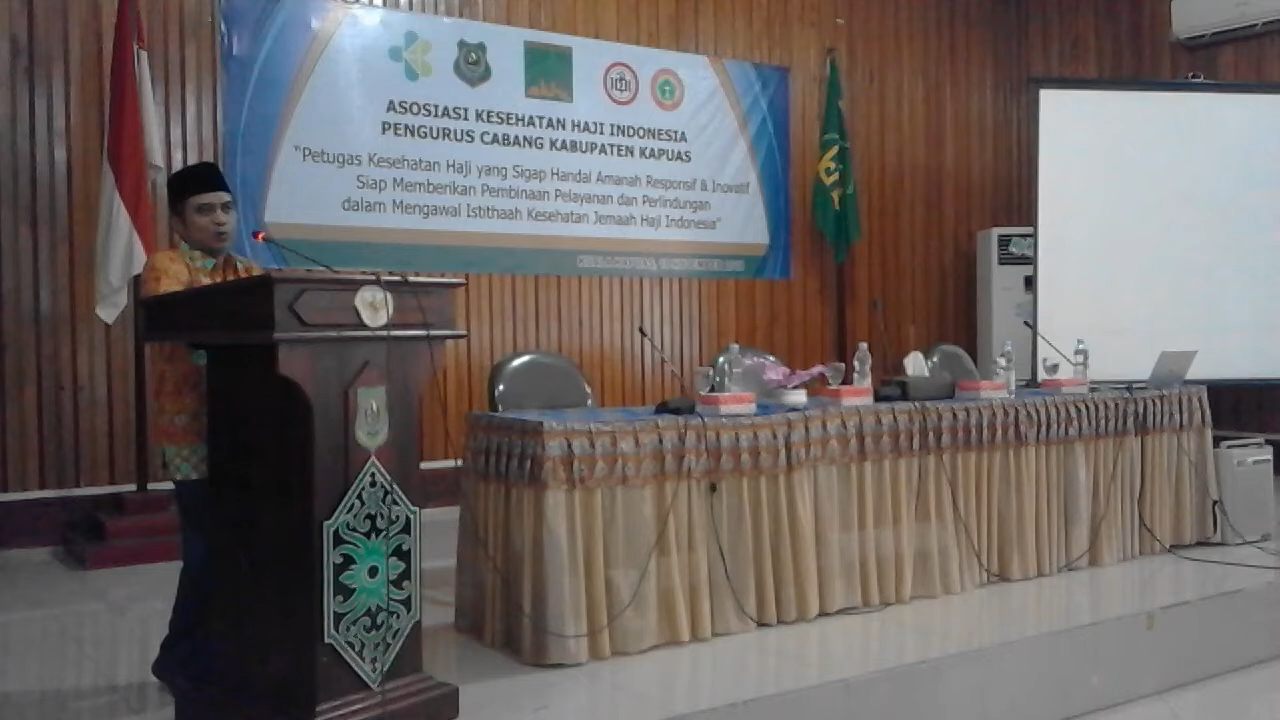 ASOSIASI KESEHATAN HAJI INDONESIA
PENGURUS CABANG KABUPATEN KAPUAS
"Petugas Kesehatan Haji yang Sigap Handal Amanah Responsif & Inovatif
Siap Memberikan Pembinaan Pelayanan dan Perlindungan
dalam Mengawal Istithaah Kesehatan Jemaah Haji Indonesia"